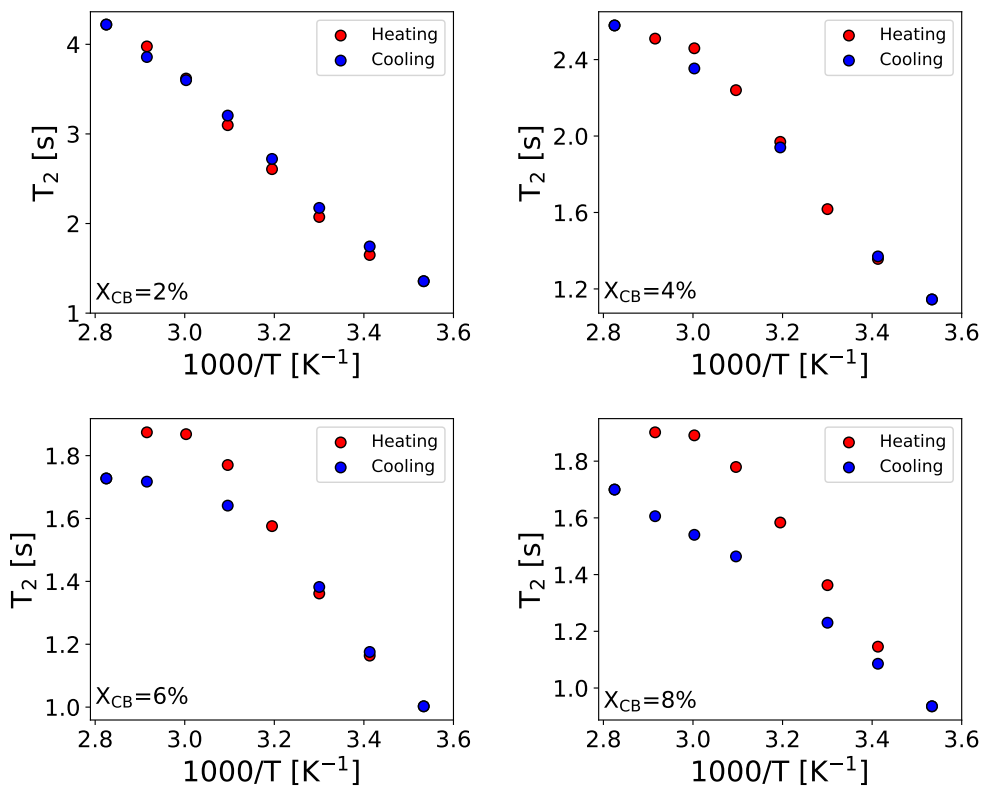 4
3
2
1
T₂ [s]
Heating
Cooling
X_CB=2%
2.8 3.0 3.2 3.4 3.6
1000/T [K⁻¹]
2.4
2.0
1.6
1.2
T₂ [s]
Heating
Cooling
X_CB=4%
2.8 3.0 3.2 3.4 3.6
1000/T [K⁻¹]
1.8
1.6
1.4
1.2
1.0
T₂ [s]
Heating
Cooling
X_CB=6%
2.8 3.0 3.2 3.4 3.6
1000/T [K⁻¹]
1.8
1.6
1.4
1.2
1.0
T₂ [s]
Heating
Cooling
X_CB=8%
2.8 3.0 3.2 3.4 3.6
1000/T [K⁻¹]